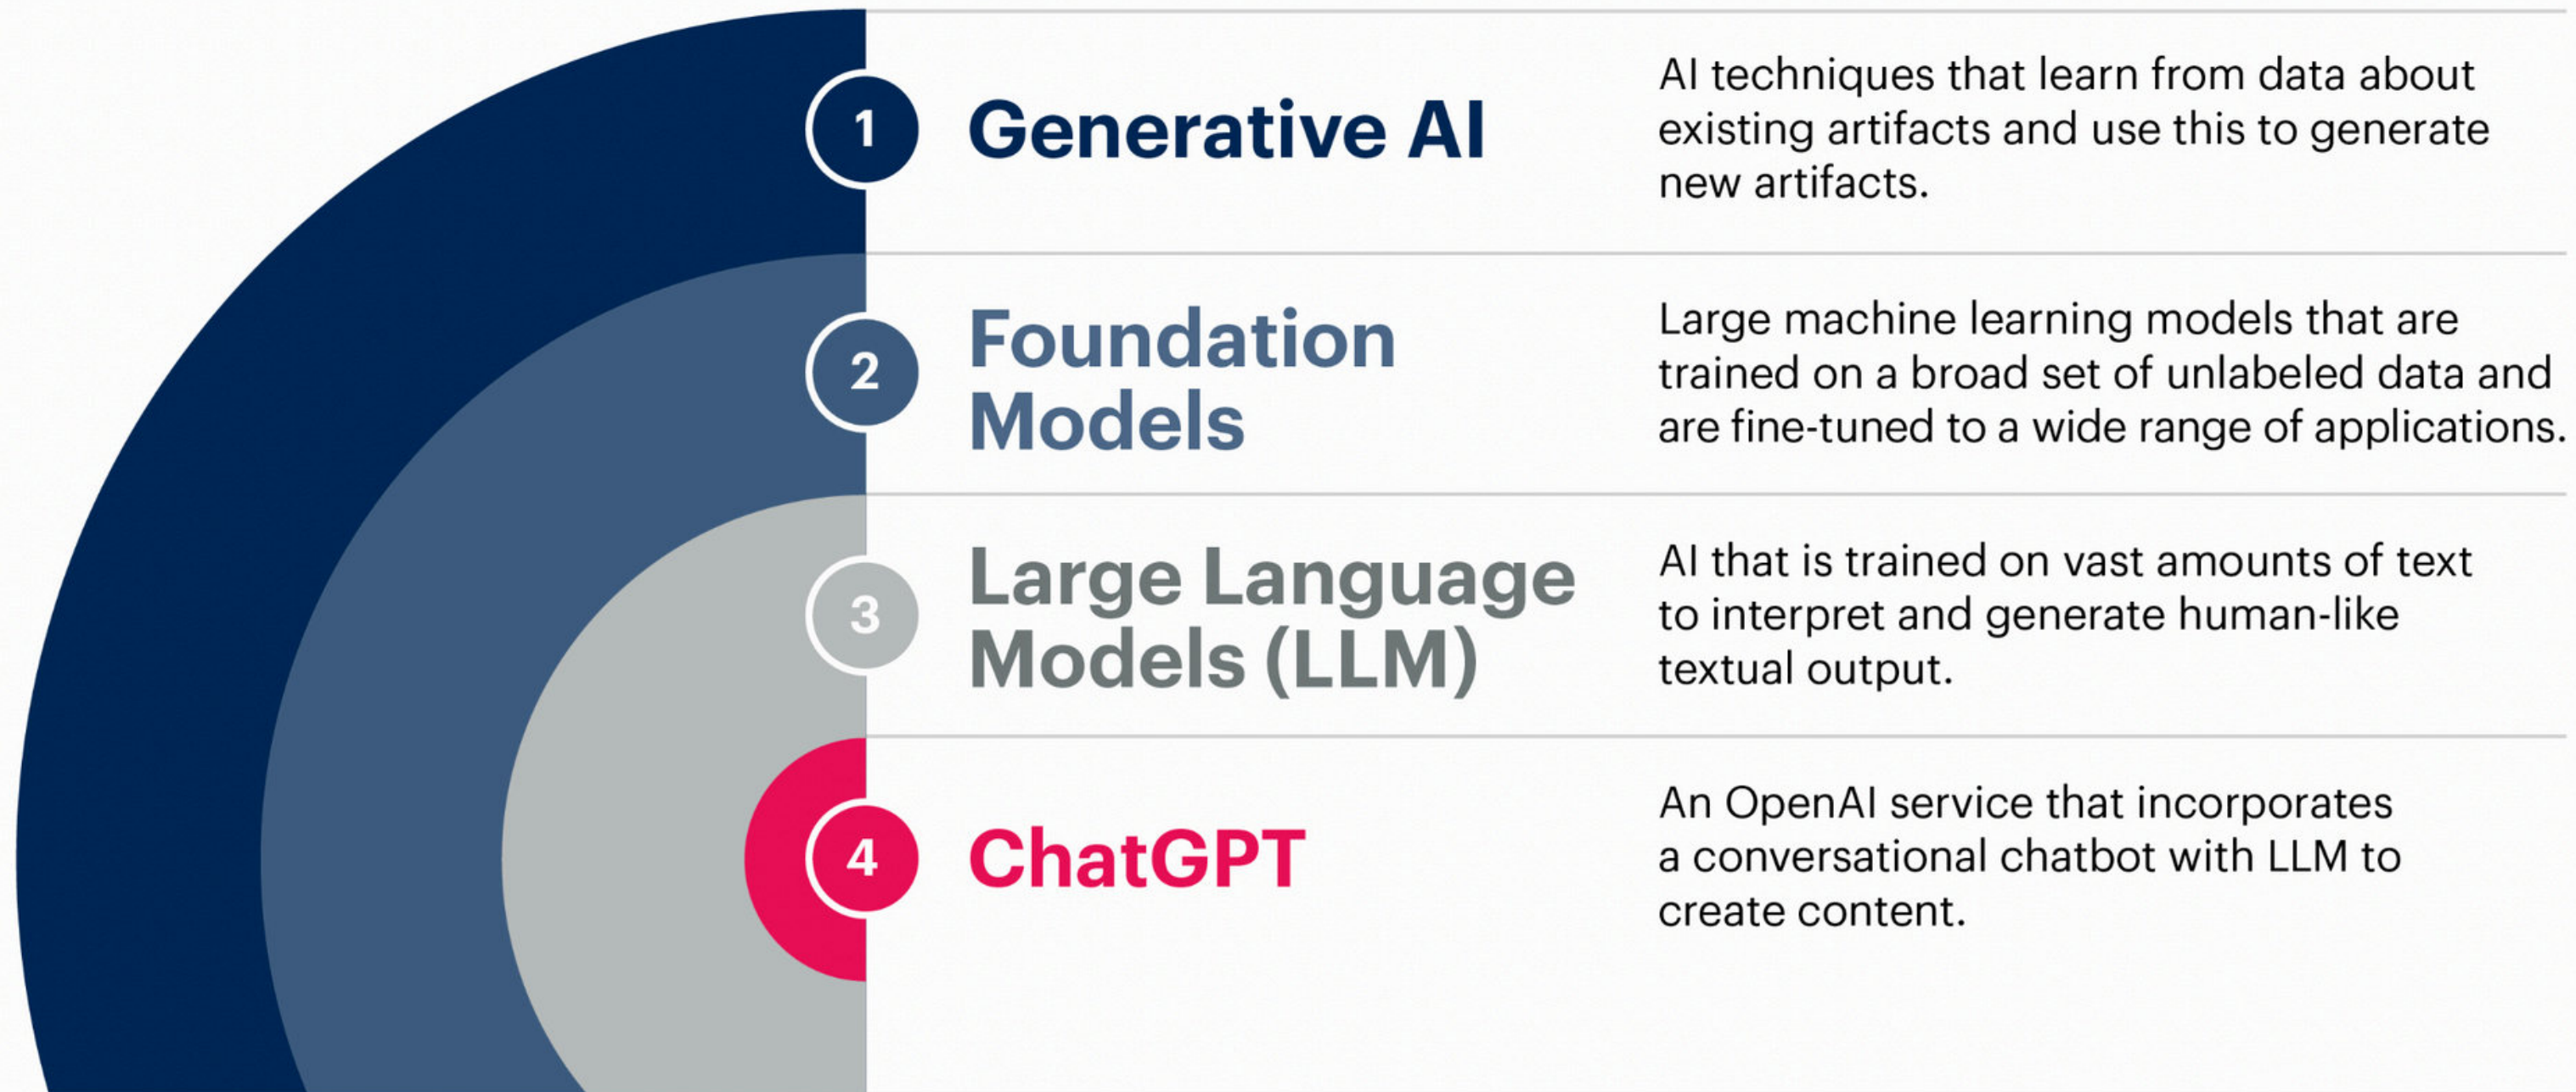 1
Generative AI
AI techniques that learn from data about
existing artifacts and use this to generate
new artifacts.
2
Foundation
Models
Large machine learning models that are
trained on a broad set of unlabeled data and
are fine-tuned to a wide range of applications.
3
Large Language
Models (LLM)
AI that is trained on vast amounts of text
to interpret and generate human-like
textual output.
4
ChatGPT
An OpenAI service that incorporates
a conversational chatbot with LLM to
create content.